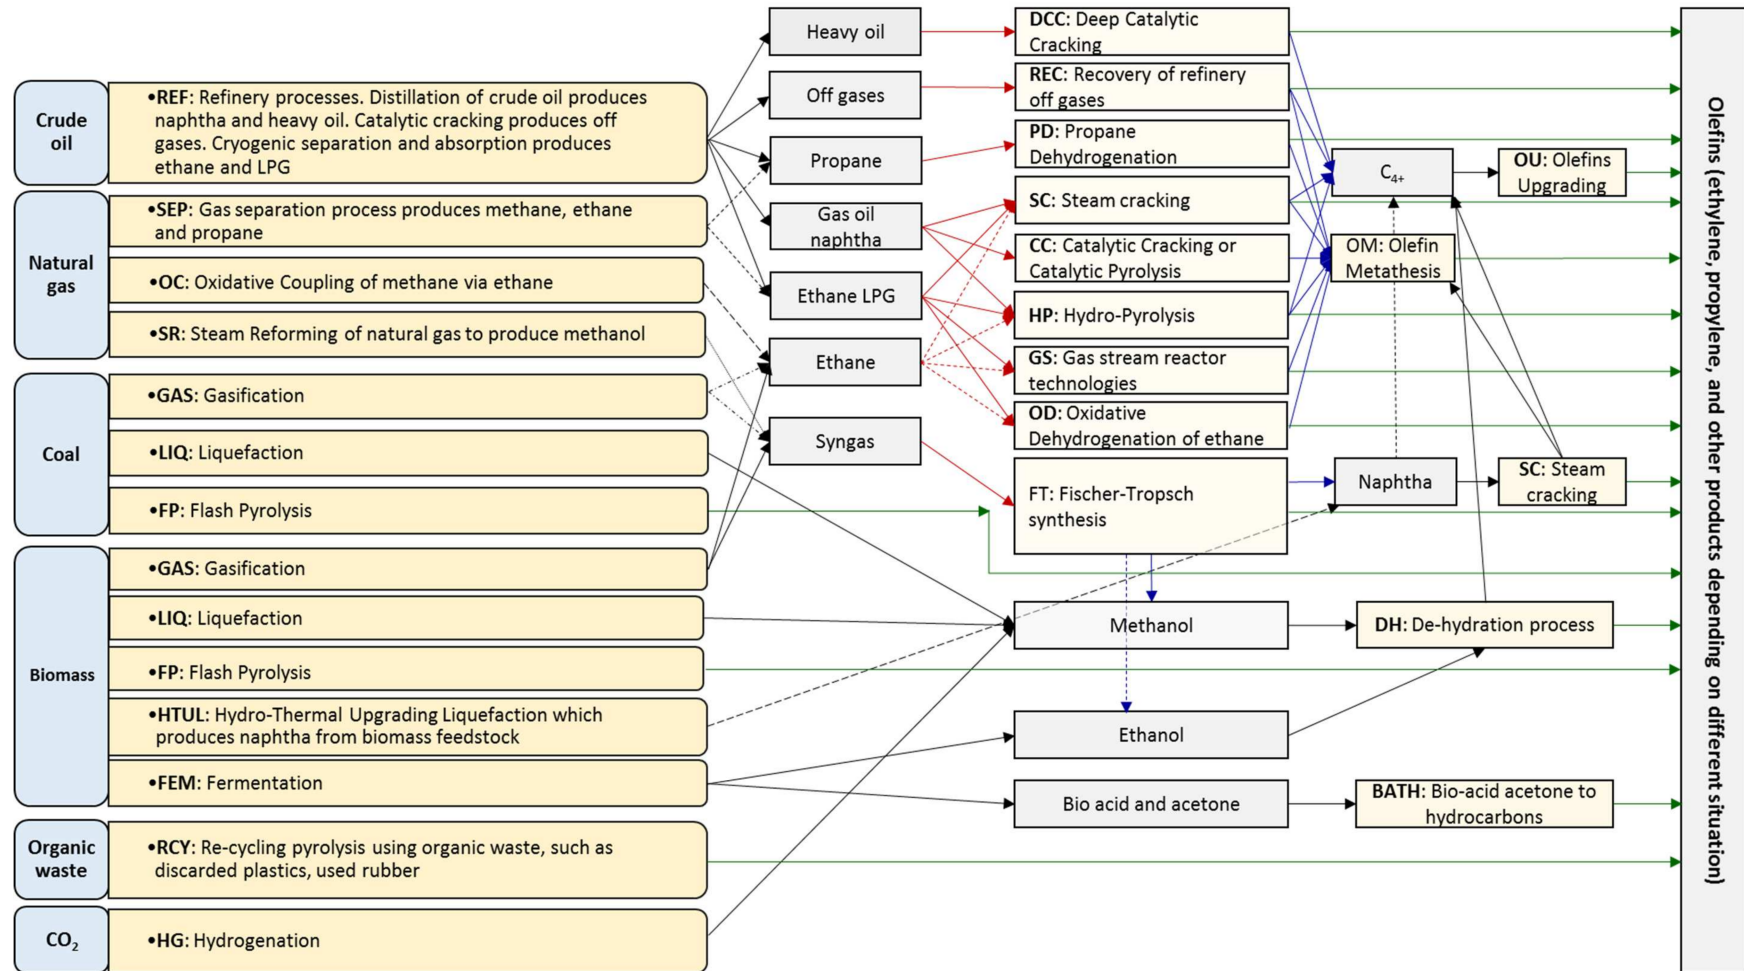 Crude
oil
•REF: Refinery processes. Distillation of crude oil produces
naphtha and heavy oil. Catalytic cracking produces off
gases. Cryogenic separation and absorption produces
ethane and LPG
Natural
gas
•SEP: Gas separation process produces methane, ethane
and propane
•OC: Oxidative Coupling of methane via ethane
•SR: Steam Reforming of natural gas to produce methanol
Coal
•GAS: Gasification
•LIQ: Liquefaction
•FP: Flash Pyrolysis
Biomass
•GAS: Gasification
•LIQ: Liquefaction
•FP: Flash Pyrolysis
•HTUL: Hydro-Thermal Upgrading Liquefaction which
produces naphtha from biomass feedstock
•FEM: Fermentation
Organic
waste
•RCY: Re-cycling pyrolysis using organic waste, such as
discarded plastics, used rubber
CO₂
•HG: Hydrogenation
Heavy oil
Off gases
Propane
Gas oil
naphtha
Ethane LPG
Ethane
Syngas
DCC: Deep Catalytic
Cracking
REC: Recovery of refinery
off gases
PD: Propane
Dehydrogenation
SC: Steam cracking
CC: Catalytic Cracking or
Catalytic Pyrolysis
HP: Hydro-Pyrolysis
GS: Gas stream reactor
technologies
OD: Oxidative
Dehydrogenation of ethane
FT: Fischer-Tropsch
synthesis
Methanol
Ethanol
Bio acid and acetone
C₄₊
OM: Olefin
Metathesis
Naphtha
OU: Olefins
Upgrading
SC: Steam
cracking
DH: De-hydration process
BATH: Bio-acid acetone to
hydrocarbons
Olefins (ethylene, propylene, and other products depending on different situation)